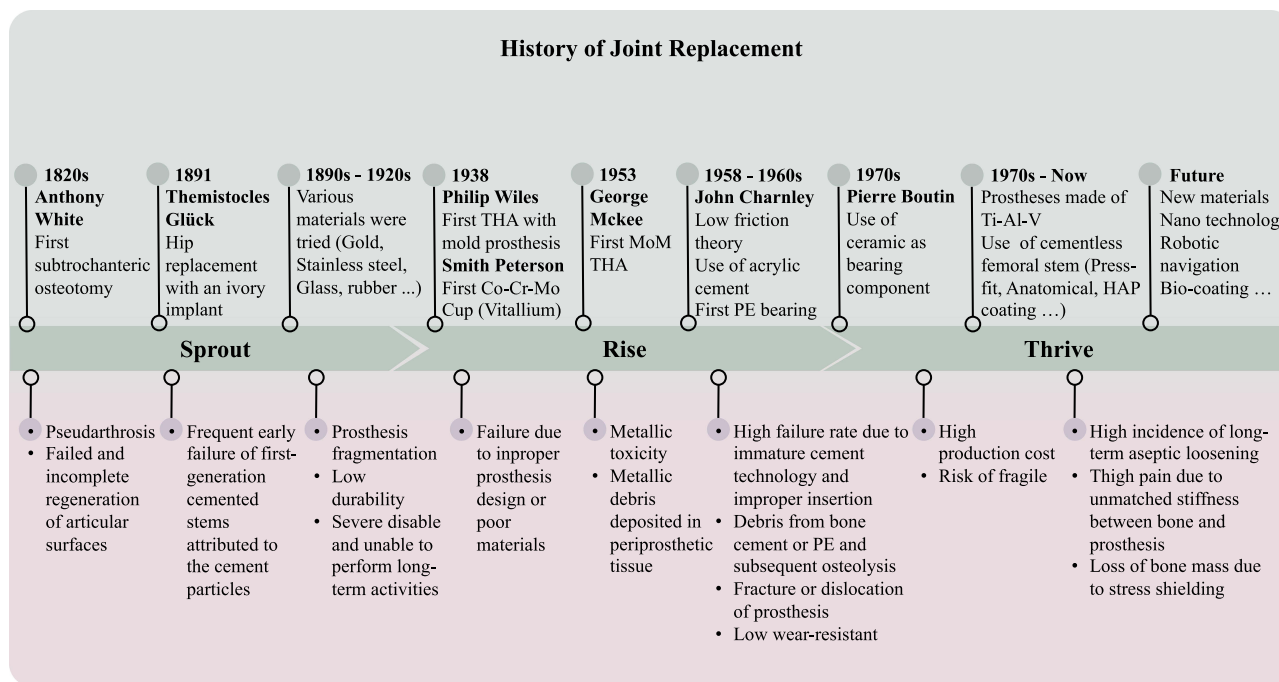 History of Joint Replacement
1820s
Anthony
White
First
subtrochanteric
osteotomy
1891
Themistocles
Glück
Hip
replacement
with an ivory
implant
1890s - 1920s
Various
materials were
tried (Gold,
Stainless steel,
Glass, rubber ...)
1938
Philip Wiles
First THA with
mold prosthesis
Smith Peterson
First Co-Cr-Mo
Cup (Vitallium)
1953
George
Mckee
First MoM
THA
1958 - 1960s
John Charnley
Low friction
theory
Use of acrylic
cement
First PE bearing
1970s
Pierre Boutin
Use of
ceramic as
bearing
component
1970s - Now
Prostheses made of
Ti-Al-V
Use of cementless
femoral stem (Press-
fit, Anatomical, HAP
coating …)
Future
New materials
Nano technolog
Robotic
navigation
Bio-coating …
Sprout
Rise
Thrive
• Pseudarthrosis
• Failed and
incomplete
regeneration
of articular
surfaces
• Frequent early
failure of first-
generation
cemented
stems
attributed to
the cement
particles
• Prosthesis
fragmentation
• Low
durability
• Severe disable
and unable to
perform long-
term activities
• Failure due
to inproper
prosthesis
design or
poor
materials
• Metallic
toxicity
• Metallic
debris
deposited in
periprosthetic
tissue
• High failure rate due to
immature cement
technology and
improper insertion
• Debris from bone
cement or PE and
subsequent osteolysis
• Fracture or dislocation
of prosthesis
• Low wear-resistant
• High
production cost
• Risk of fragile
• High incidence of long-
term aseptic loosening
• Thigh pain due to
unmatched stiffness
between bone and
prosthesis
• Loss of bone mass due
to stress shielding